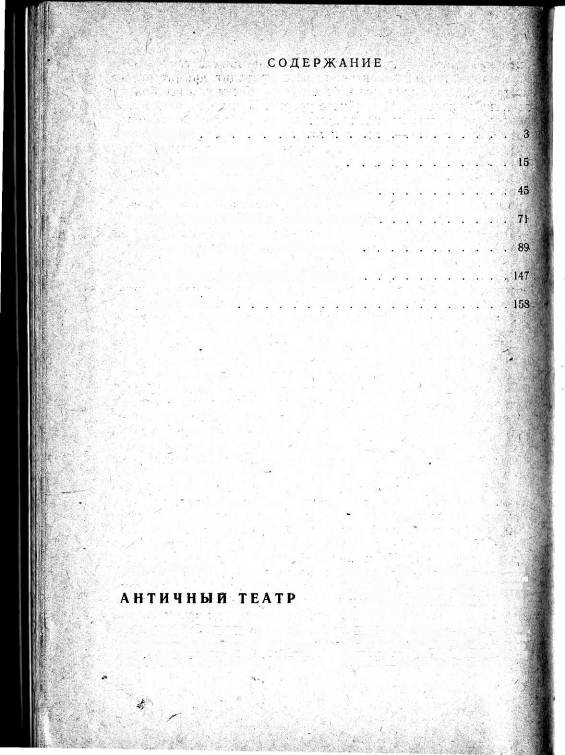 СОДЕРЖАНИЕ
. . . . . . . . . . . . . . . . . . . . . 3
. . . . . . . . . . . . 15
. . . . . . . . . . 45
. . . . . . . . . . 71
. . . . . . . . . . . 89
. . . . . . . . . . . 147
. . . . . . . . . . . . . . . . . . . 158
АНТИЧНЫЙ ТЕАТР